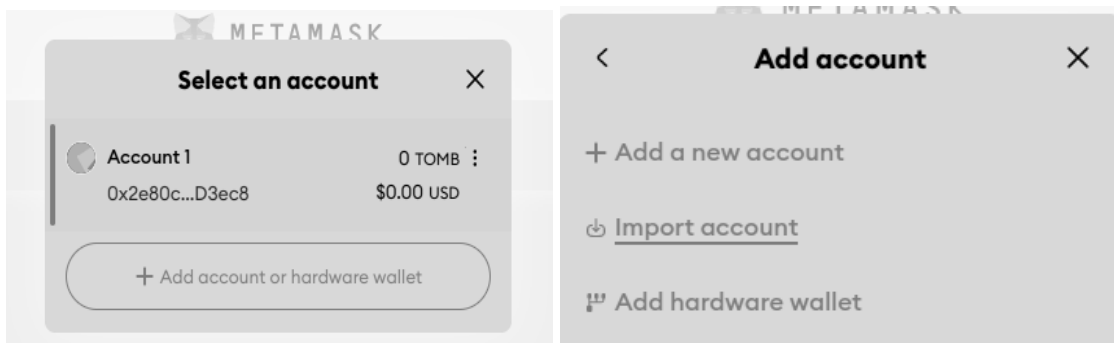 METAMASK
Select an account
Account 1
0 TOMB
0x2e80c...D3ec8
$0.00 USD
+ Add account or hardware wallet
METAMASK
Add account
+ Add a new account
Import account
Add hardware wallet